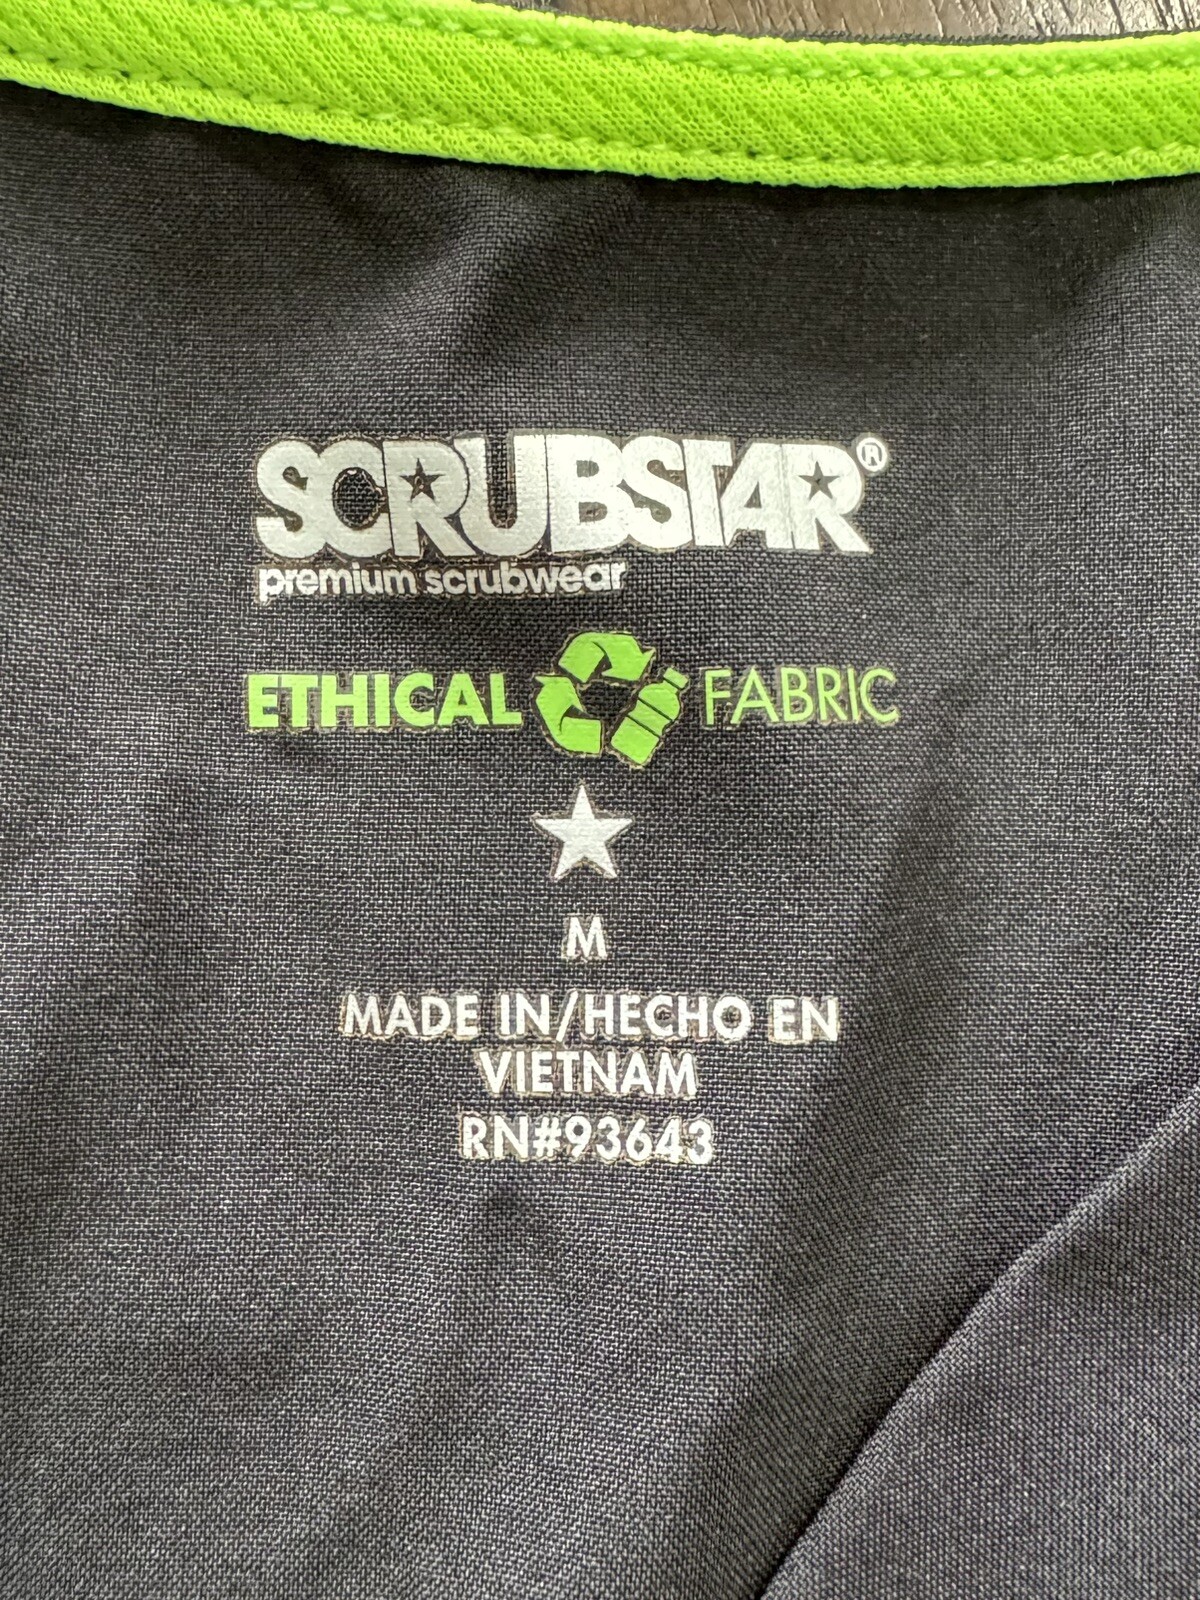 SCRUBSTAR®
premium scrubwear
ETHICAL FABRIC
M
MADE IN/HECHO EN
VIETNAM
RN#93643